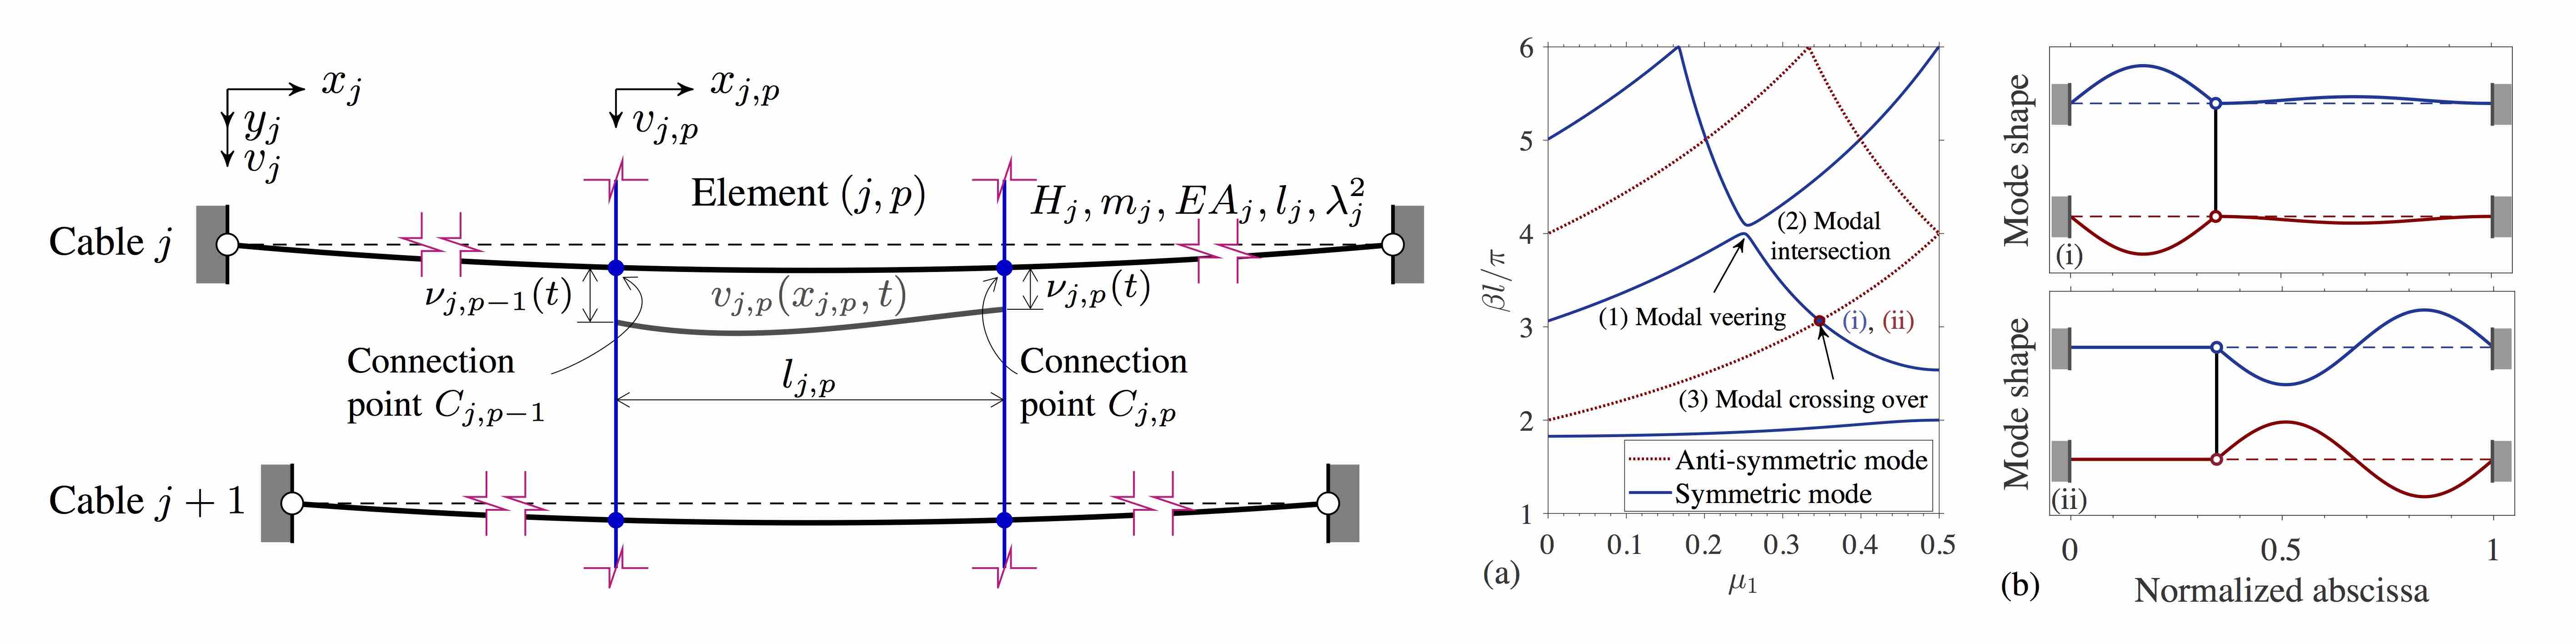 x_j
y_j
v_j
x_{j,p}
v_{j,p}
Element (j, p)
H_j, m_j, EA_j, l_j, λ_j^2
Cable j
ν_{j,p−1}(t)
v_{j,p}(x_{j,p}, t)
ν_{j,p}(t)
Connection
point C_{j,p−1}
l_{j,p}
Connection
point C_{j,p}
Cable j + 1
βl/π
6
5
4
3
2
1
(2) Modal
intersection
(1) Modal veering
(i), (ii)
(3) Modal crossing over
Anti-symmetric mode
Symmetric mode
0 0.1 0.2 0.3 0.4 0.5
(a)
μ_1
Mode shape
(i)
Mode shape
(ii)
0 0.5 1
(b)
Normalized abscissa